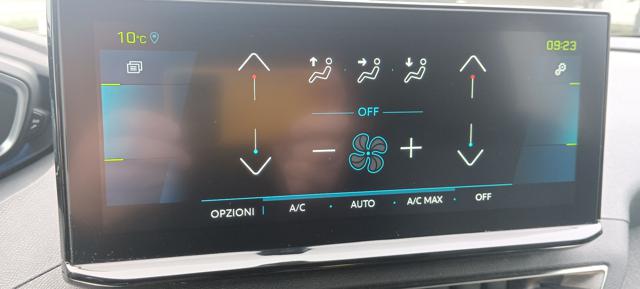 10°C
09:23
OFF
OPZIONI A/C AUTO A/C MAX OFF